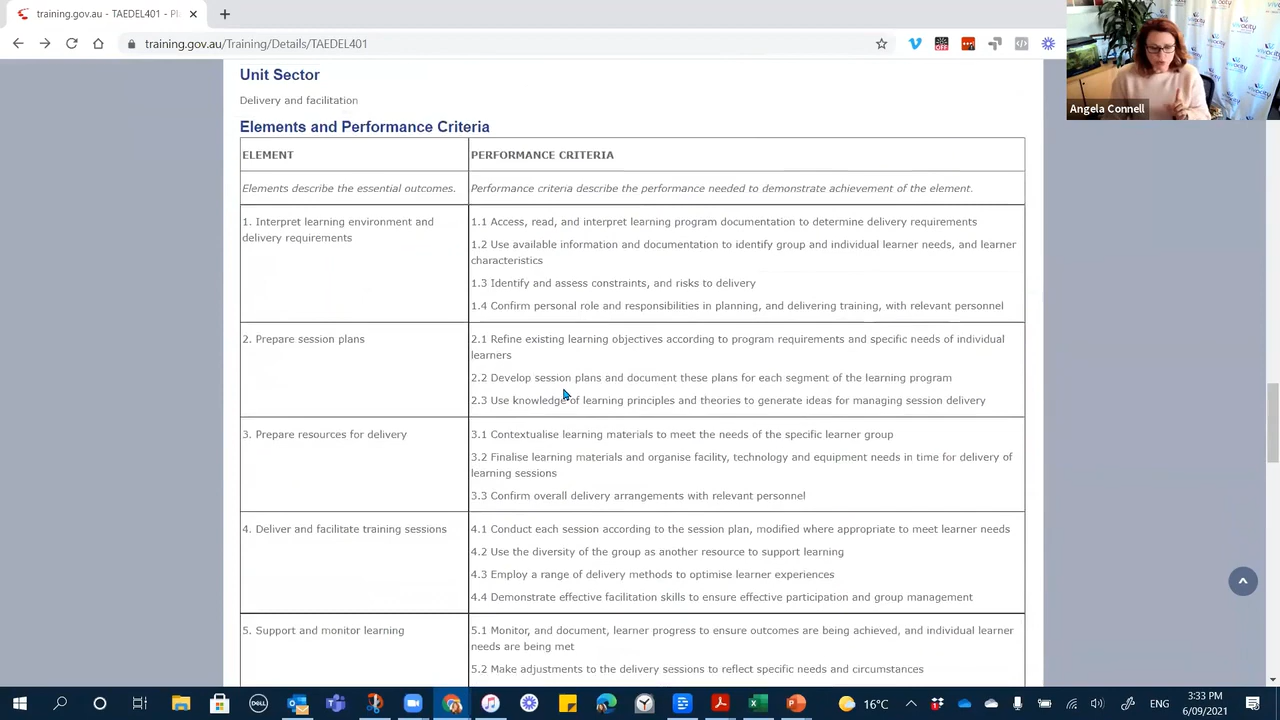 training.gov.au - TAEDEL401 - Pl
training.gov.au/Training/Details/TAEDEL401
OFF
vivacity
Angela Connell
Unit Sector
Delivery and facilitation
Elements and Performance Criteria
ELEMENT
PERFORMANCE CRITERIA
Elements describe the essential outcomes.
Performance criteria describe the performance needed to demonstrate achievement of the element.
1. Interpret learning environment and
delivery requirements
1.1 Access, read, and interpret learning program documentation to determine delivery requirements
1.2 Use available information and documentation to identify group and individual learner needs, and learner
characteristics
1.3 Identify and assess constraints, and risks to delivery
1.4 Confirm personal role and responsibilities in planning, and delivering training, with relevant personnel
2. Prepare session plans
2.1 Refine existing learning objectives according to program requirements and specific needs of individual
learners
2.2 Develop session plans and document these plans for each segment of the learning program
2.3 Use knowledge of learning principles and theories to generate ideas for managing session delivery
3. Prepare resources for delivery
3.1 Contextualise learning materials to meet the needs of the specific learner group
3.2 Finalise learning materials and organise facility, technology and equipment needs in time for delivery of
learning sessions
3.3 Confirm overall delivery arrangements with relevant personnel
4. Deliver and facilitate training sessions
4.1 Conduct each session according to the session plan, modified where appropriate to meet learner needs
4.2 Use the diversity of the group as another resource to support learning
4.3 Employ a range of delivery methods to optimise learner experiences
4.4 Demonstrate effective facilitation skills to ensure effective participation and group management
5. Support and monitor learning
5.1 Monitor, and document, learner progress to ensure outcomes are being achieved, and individual learner
needs are being met
5.2 Make adjustments to the delivery sessions to reflect specific needs and circumstances
16°C
ENG
3:33 PM
6/09/2021